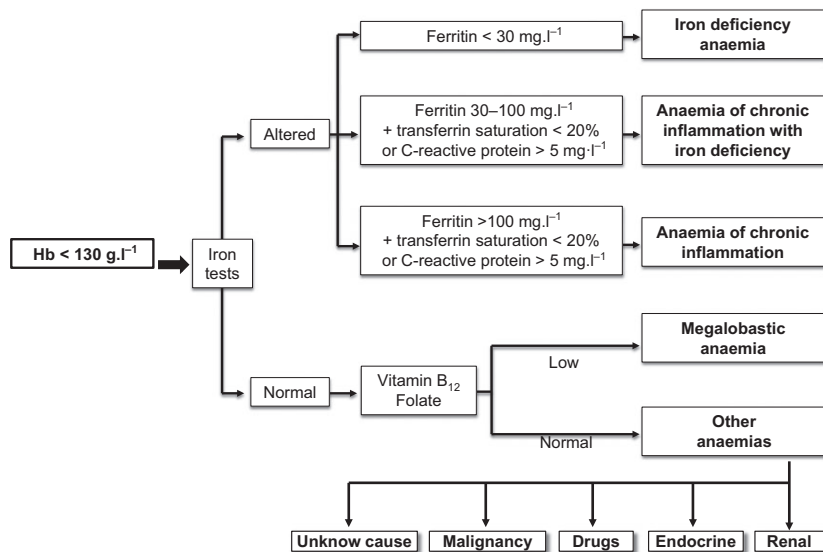 Ferritin < 30 mg.l⁻¹
Iron deficiency
anaemia
Altered
Ferritin 30–100 mg.l⁻¹
+ transferrin saturation < 20%
or C-reactive protein > 5 mg·l⁻¹
Anaemia of chronic
inflammation with
iron deficiency
Ferritin >100 mg.l⁻¹
+ transferrin saturation < 20%
or C-reactive protein > 5 mg.l⁻¹
Anaemia of chronic
inflammation
Hb < 130 g.l⁻¹
Iron
tests
Normal
Vitamin B₁₂
Folate
Low
Megalobastic
anaemia
Normal
Other
anaemias
Unknow cause
Malignancy
Drugs
Endocrine
Renal